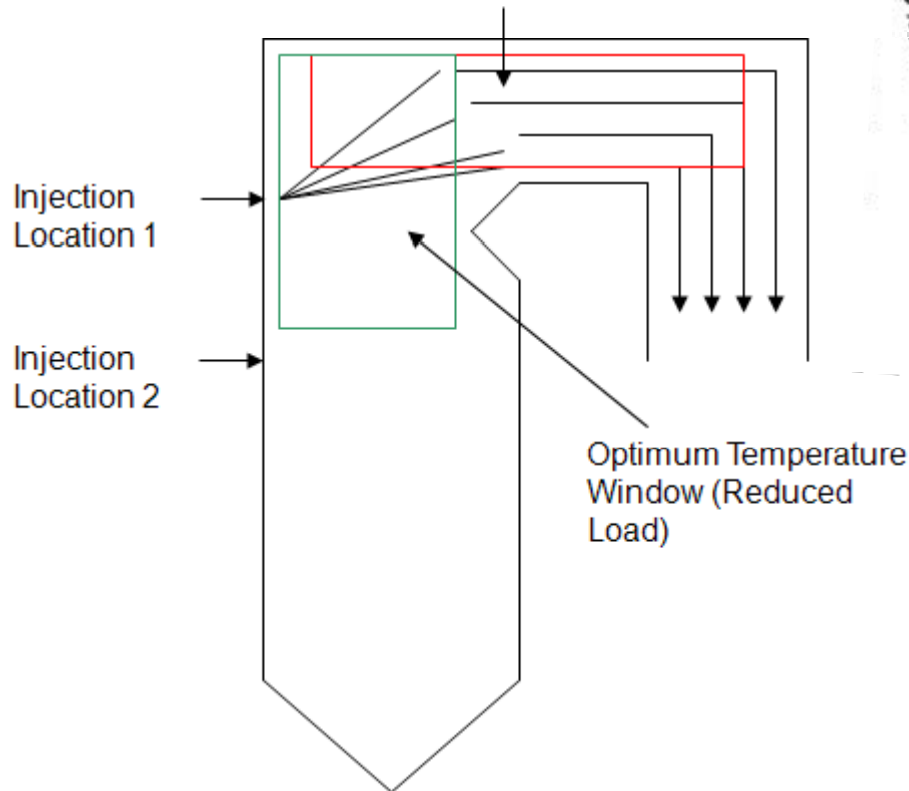 Injection
Location 1
Injection
Location 2
Optimum Temperature
Window (Reduced
Load)